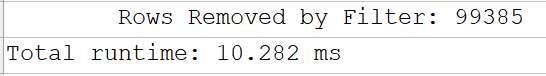 Rows Removed by Filter: 99385
Total runtime: 10.282 ms